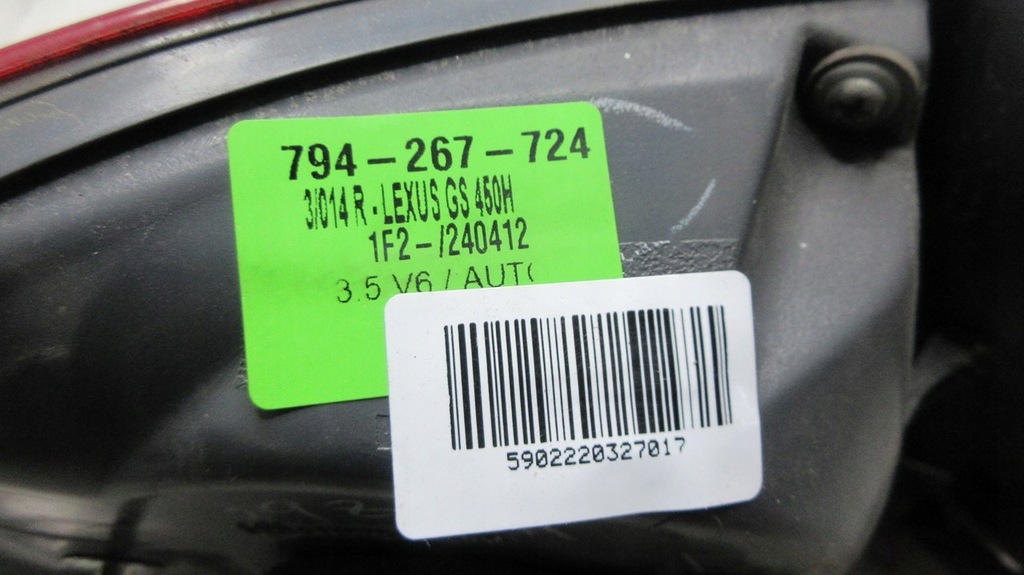 794-267-724
3/014 R - LEXUS GS 450H
1F2-/240412
3.5 V6 / AUT
5902220327017